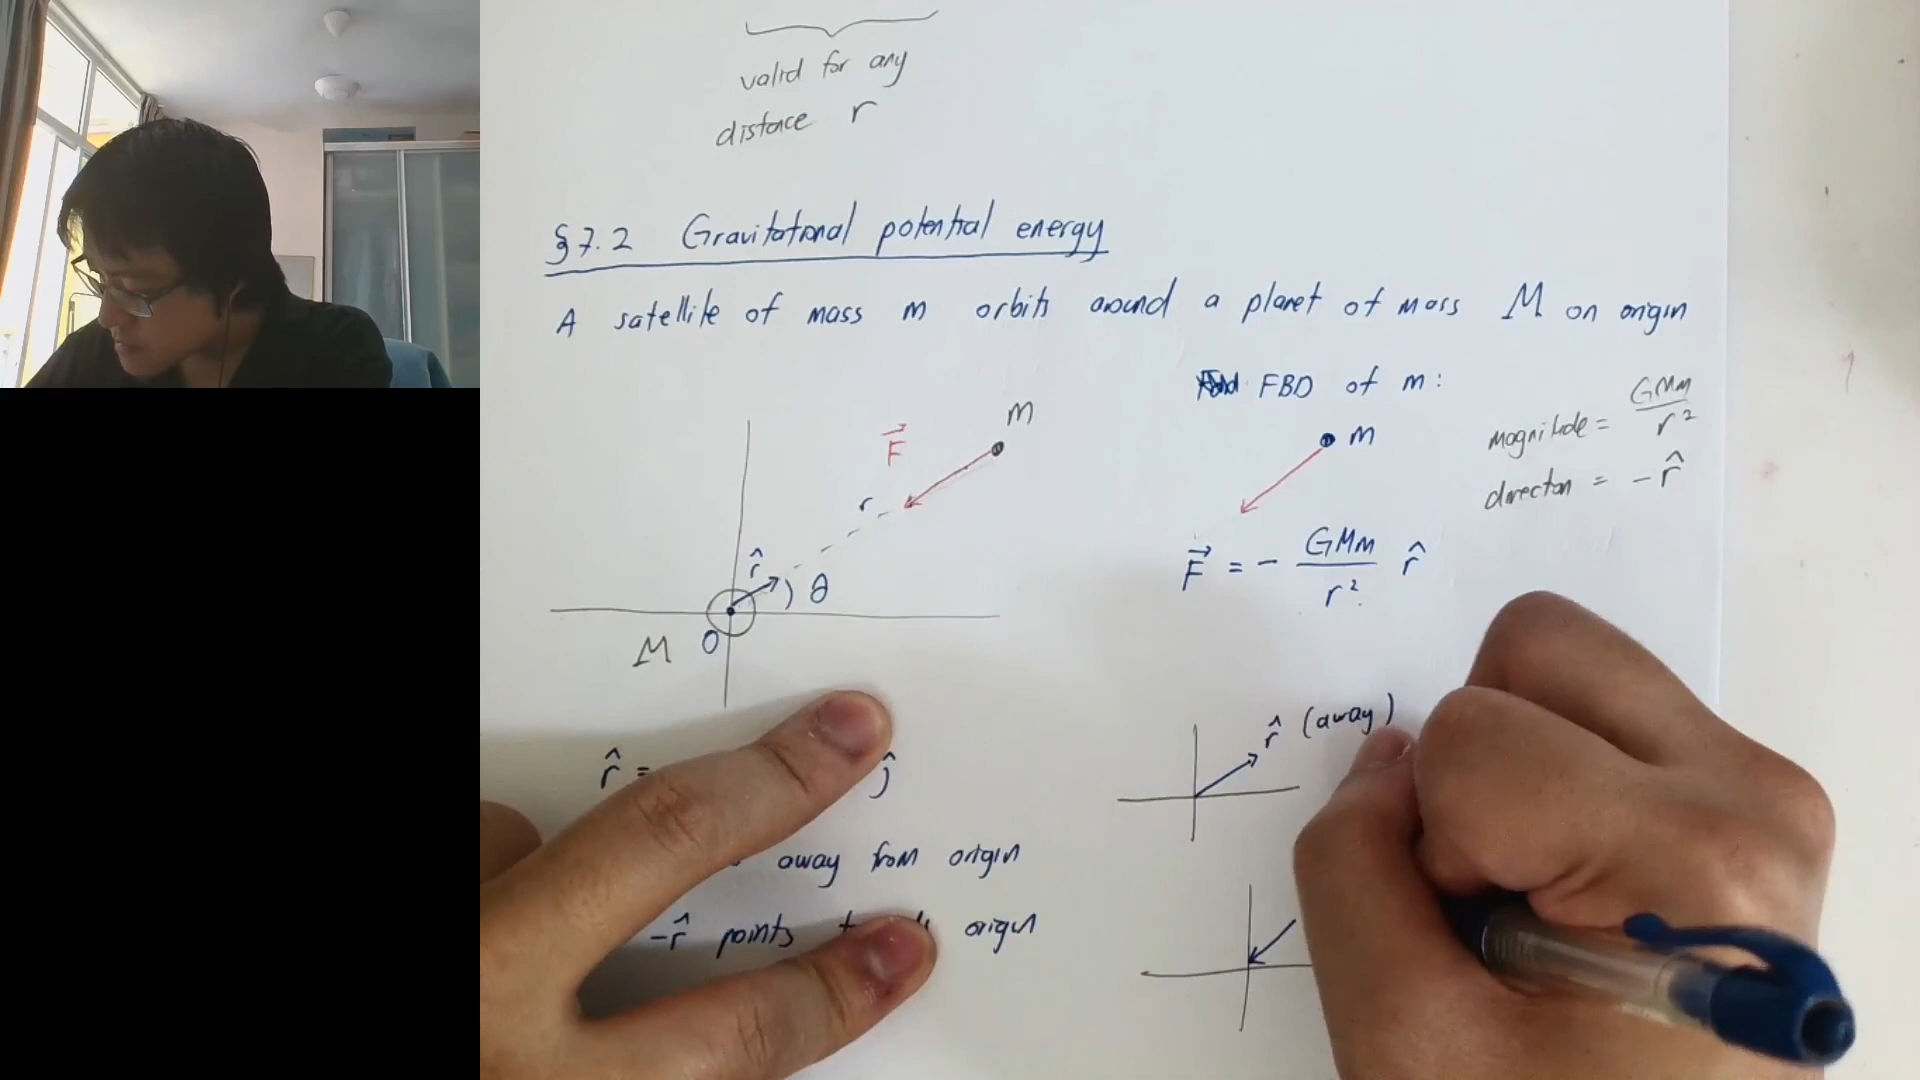 valid for any
distance r
§7.2 Gravitational potential energy
A satellite of mass m orbits around a planet of mass M on origin
FBD of m:
magnitude = GMm / r²
direction = -r̂
m
F⃗
r
r̂
θ
M O
m
F⃗ = - GMm / r² r̂
r̂ =
ĵ
away from origin
-r̂ points
origin
r̂ (away)